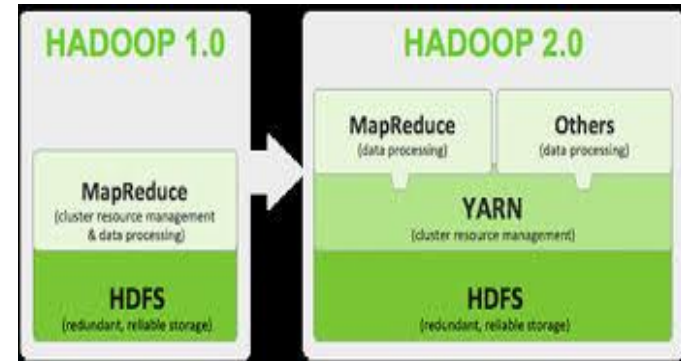 HADOOP 1.0
MapReduce
(cluster resource management
& data processing)
HDFS
(redundant, reliable storage)
HADOOP 2.0
MapReduce
(data processing)
Others
(data processing)
YARN
(cluster resource management)
HDFS
(redundant, reliable storage)